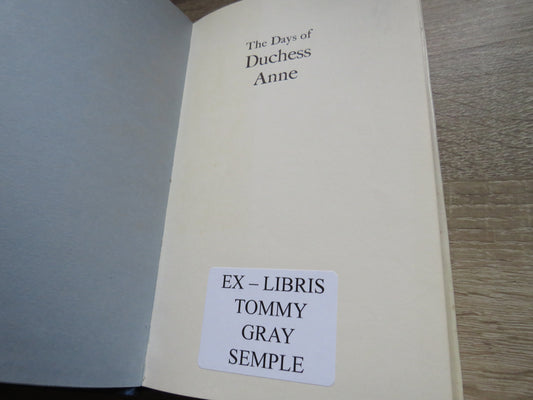 The Days of
Duchess
Anne
EX – LIBRIS
TOMMY
GRAY
SEMPLE